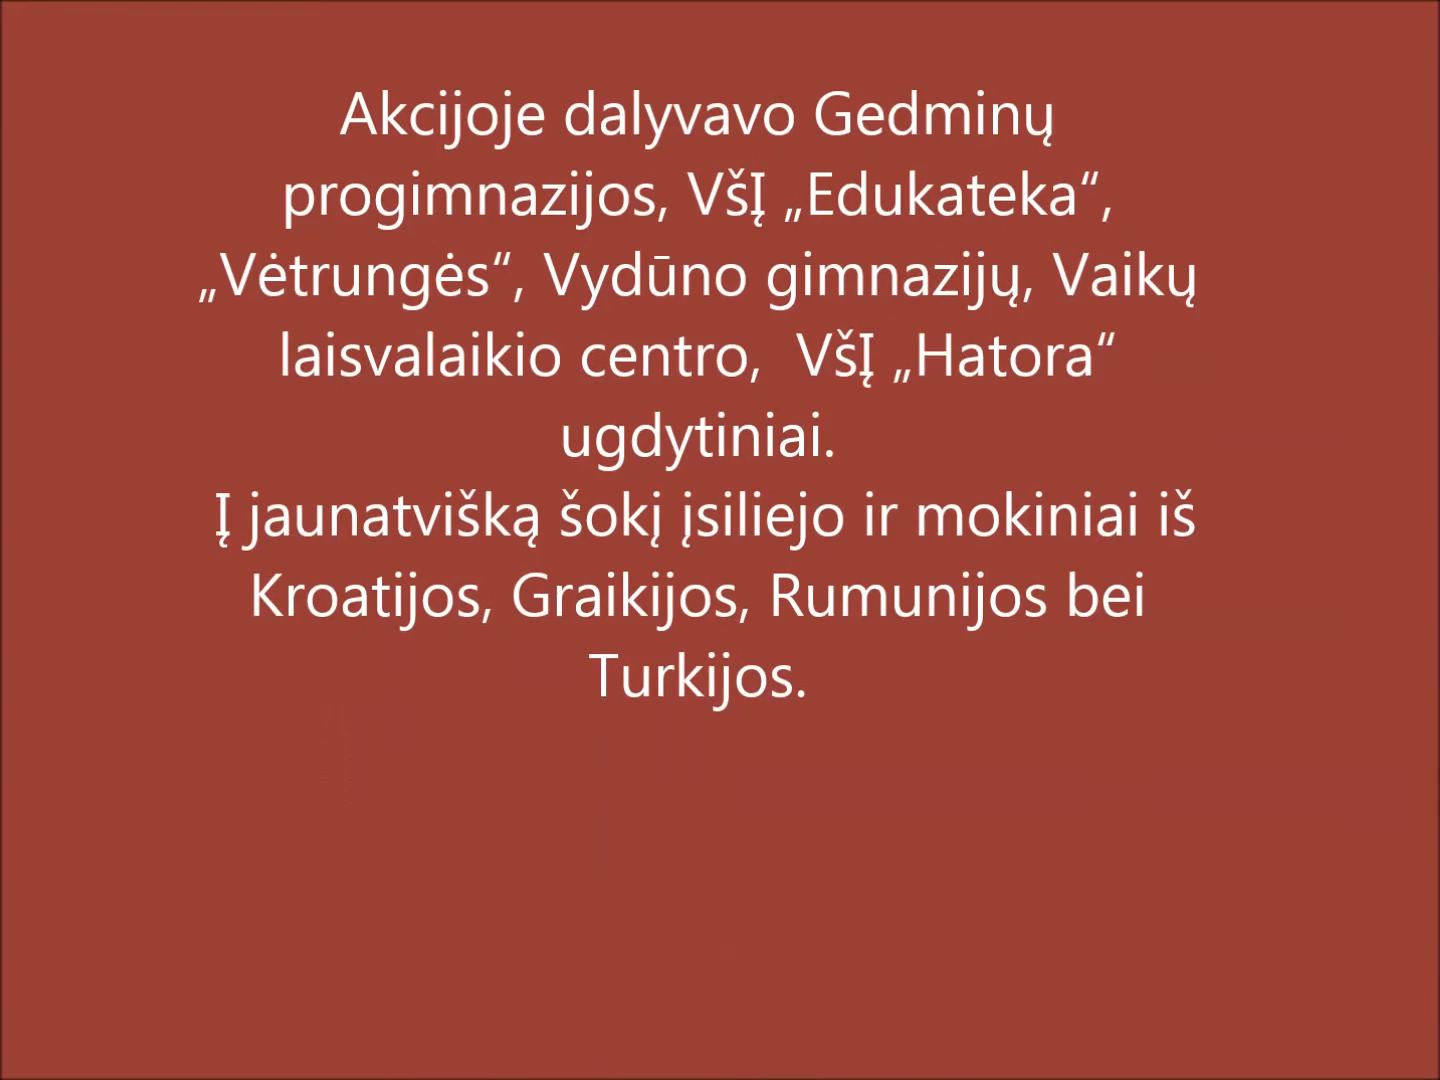 Akcijoje dalyvavo Gedminų
progimnazijos, VšĮ „Edukateka“,
„Vėtrungės“, Vydūno gimnazijų, Vaikų
laisvalaikio centro,  VšĮ „Hatora“
ugdytiniai.
Į jaunatvišką šokį įsiliejo ir mokiniai iš
Kroatijos, Graikijos, Rumunijos bei
Turkijos.